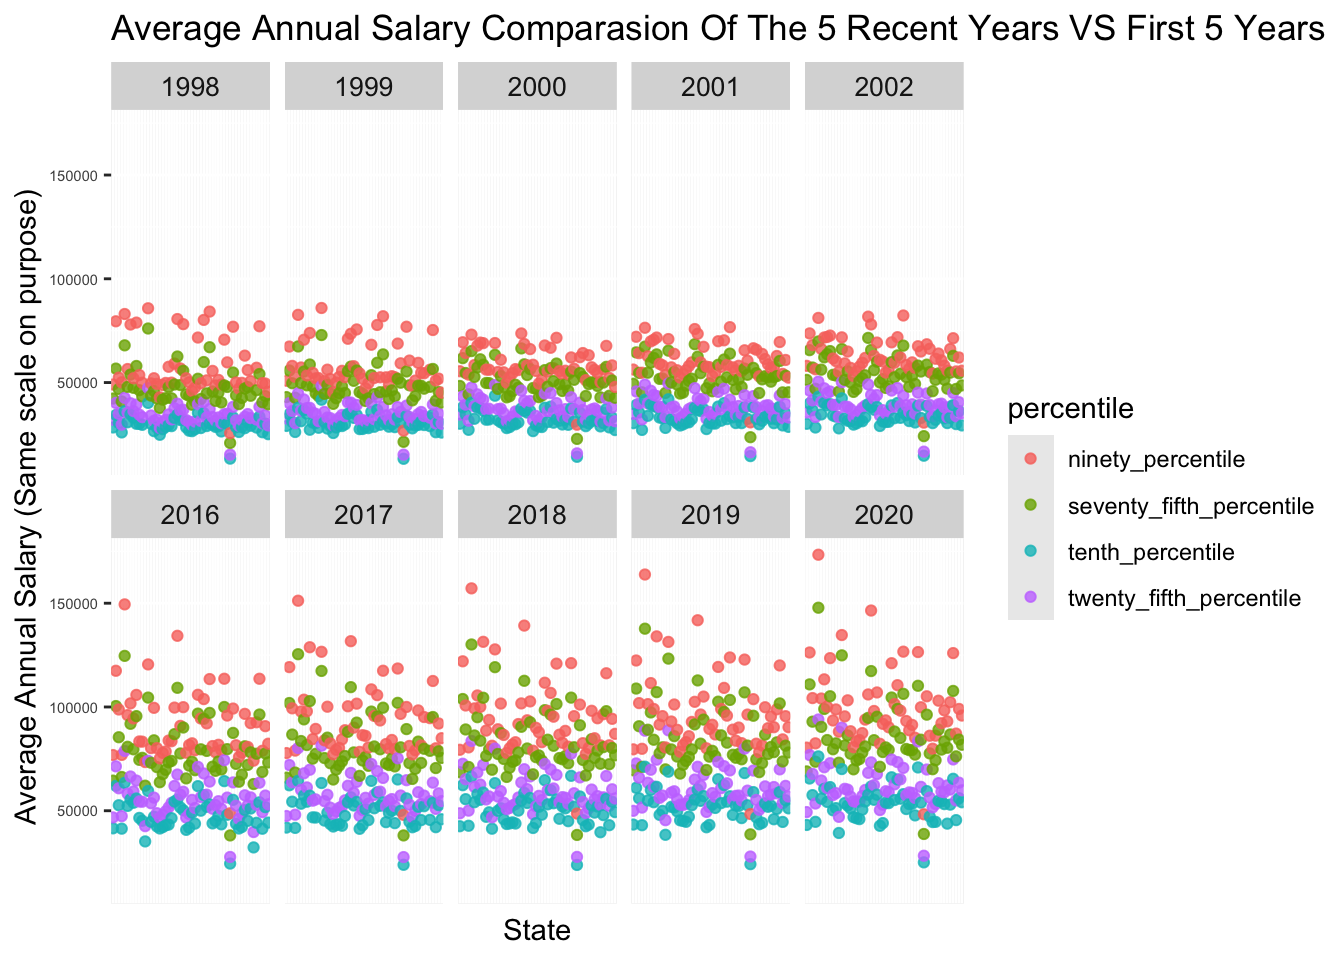 Average Annual Salary Comparasion Of The 5 Recent Years VS First 5 Years
1998
1999
2000
2001
2002
150000
100000
50000
Average Annual Salary (Same scale on purpose)
2016
2017
2018
2019
2020
150000
100000
50000
State
percentile
ninety_percentile
seventy_fifth_percentile
tenth_percentile
twenty_fifth_percentile